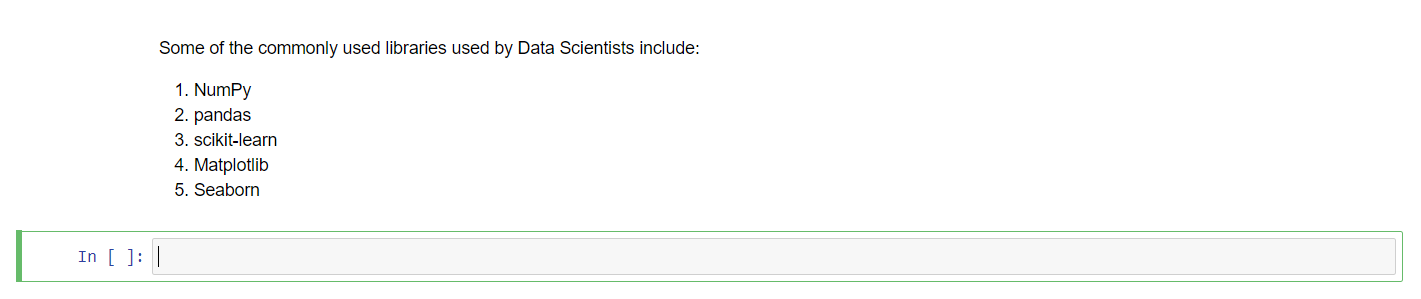 Some of the commonly used libraries used by Data Scientists include:
1. NumPy
2. pandas
3. scikit-learn
4. Matplotlib
5. Seaborn
In [ ]: